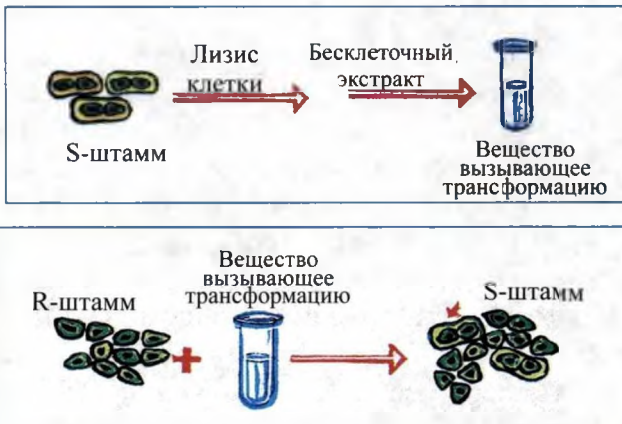 Лизис
клетки
Бесклеточный
экстракт
S-штамм
Вещество
вызывающее
трансформацию
R-штамм
Вещество
вызывающее
трансформацию
S-штамм